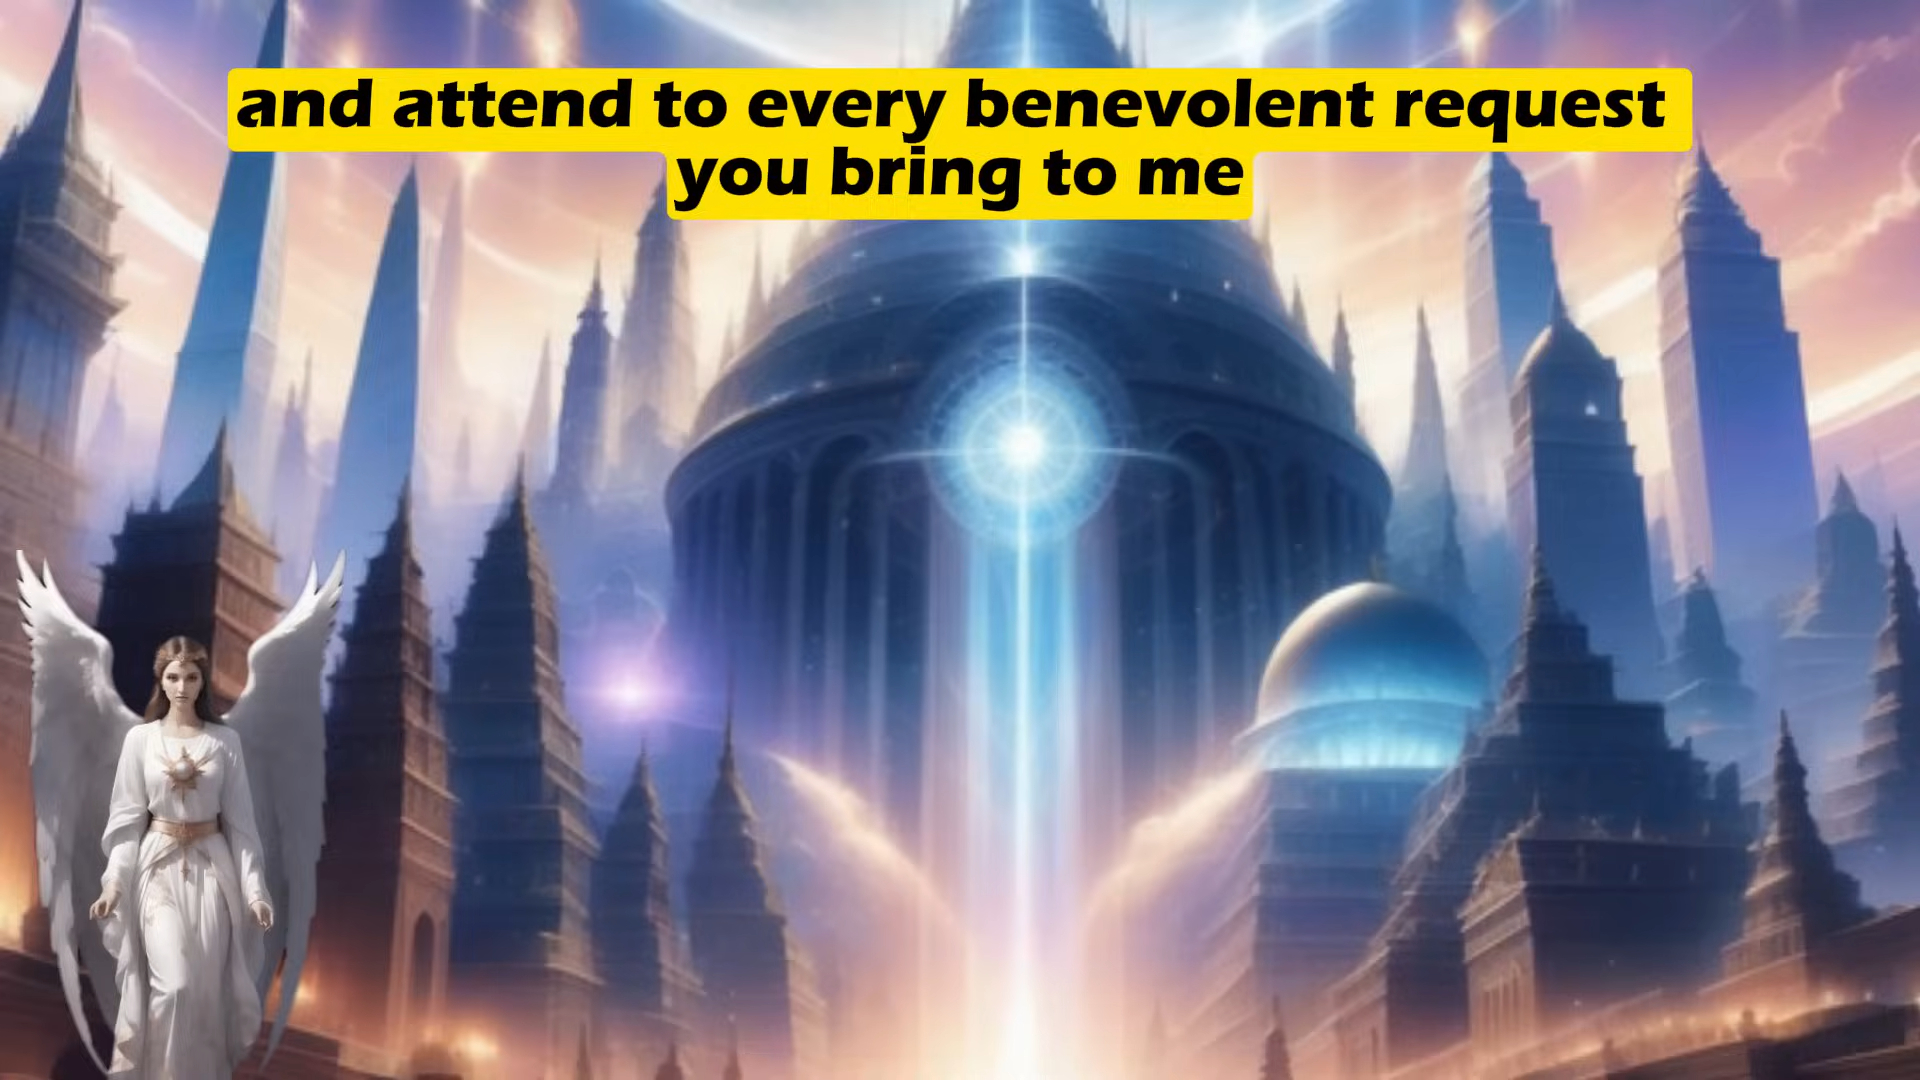 and attend to every benevolent request
you bring to me